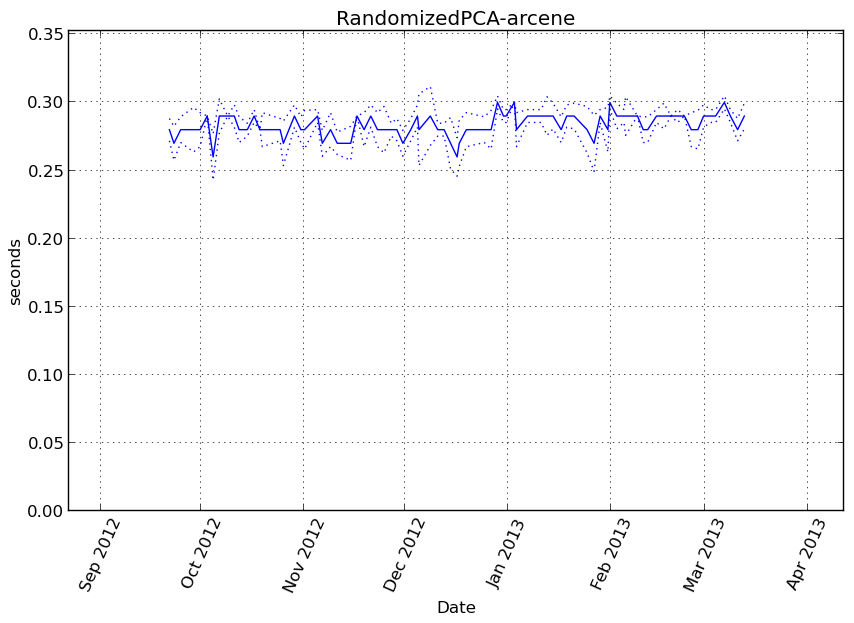 RandomizedPCA-arcene
0.35
0.30
0.25
0.20
0.15
0.10
0.05
0.00
seconds
Sep 2012
Oct 2012
Nov 2012
Dec 2012
Jan 2013
Feb 2013
Mar 2013
Apr 2013
Date